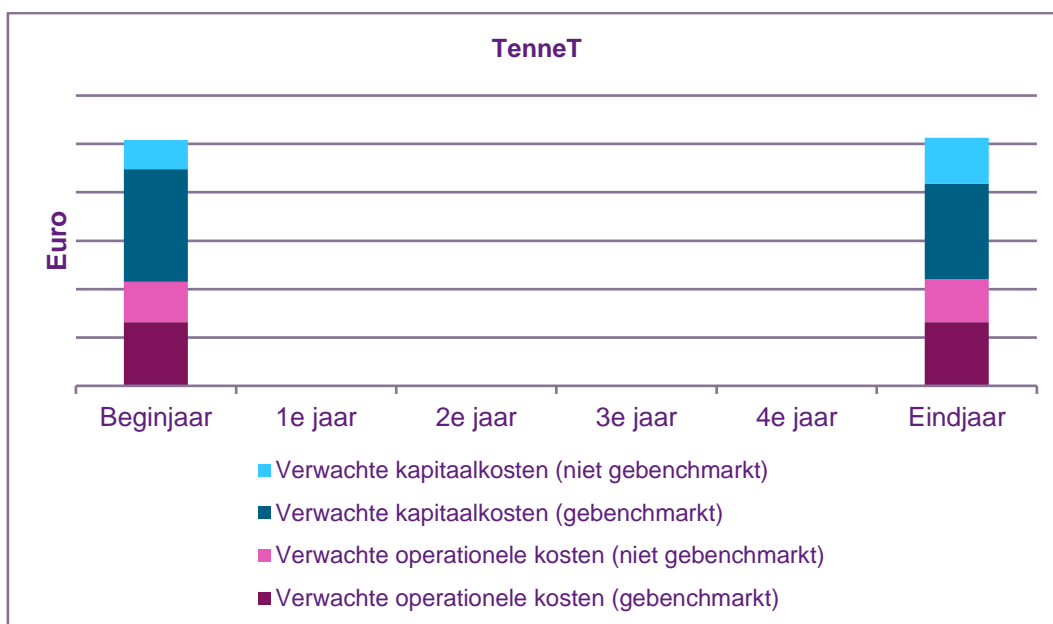 TenneT
Euro
Beginjaar 1e jaar 2e jaar 3e jaar 4e jaar Eindjaar
Verwachte kapitaalkosten (niet gebenchmarkt)
Verwachte kapitaalkosten (gebenchmarkt)
Verwachte operationele kosten (niet gebenchmarkt)
Verwachte operationele kosten (gebenchmarkt)